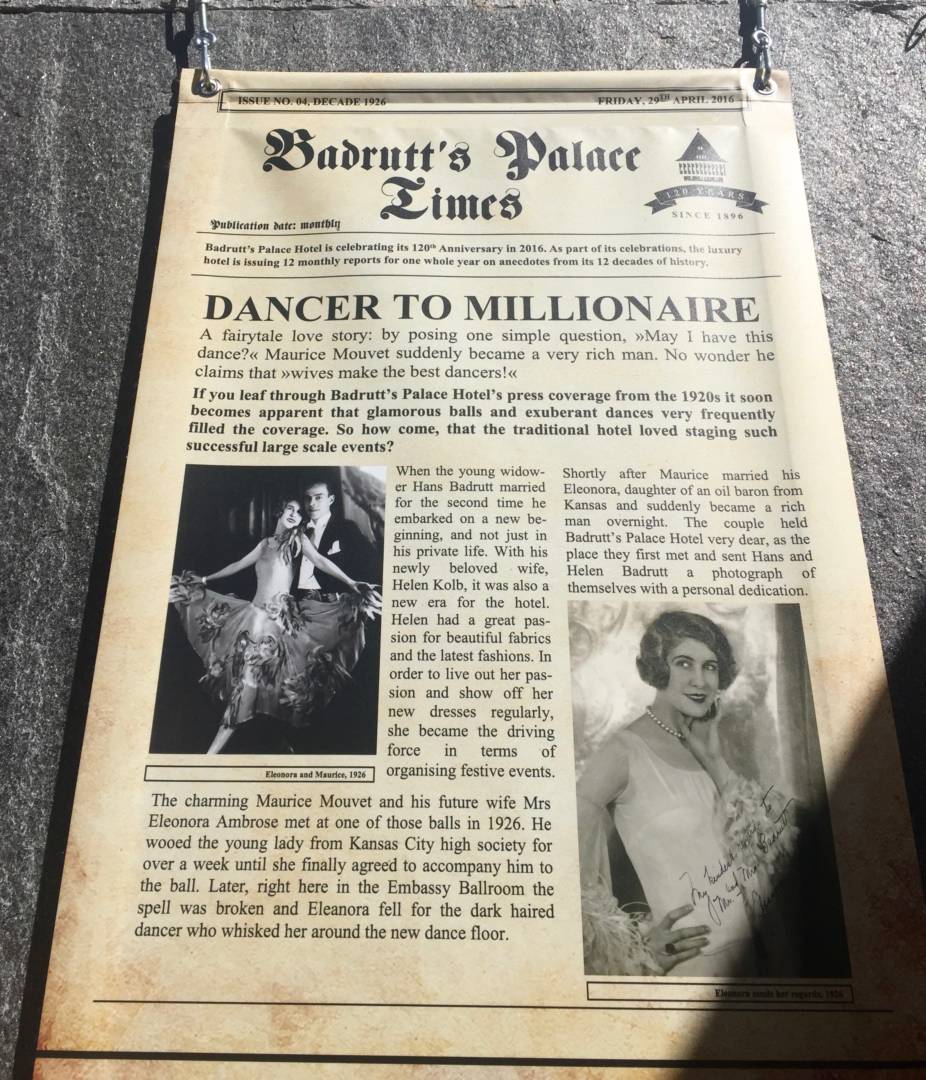 ISSUE NO. 04, DECADE 1926
FRIDAY, 29TH APRIL 2016
Badrutt's Palace
Times
120 YEARS
SINCE 1896
Publication date: monthly
Badrutt's Palace Hotel is celebrating its 120th Anniversary in 2016. As part of its celebrations, the luxury
hotel is issuing 12 monthly reports for one whole year on anecdotes from its 12 decades of history.
DANCER TO MILLIONAIRE
A fairytale love story: by posing one simple question, »May I have this
dance?« Maurice Mouvet suddenly became a very rich man. No wonder he
claims that »wives make the best dancers!«
If you leaf through Badrutt's Palace Hotel's press coverage from the 1920s it soon
becomes apparent that glamorous balls and exuberant dances very frequently
filled the coverage. So how come, that the traditional hotel loved staging such
successful large scale events?
When the young widow-
er Hans Badrutt married
for the second time he
embarked on a new be-
ginning, and not just in
his private life. With his
newly beloved wife,
Helen Kolb, it was also a
new era for the hotel.
Helen had a great pas-
sion for beautiful fabrics
and the latest fashions. In
order to live out her pas-
sion and show off her
new dresses regularly,
she became the driving
force in terms of
organising festive events.
Eleonora and Maurice, 1926
The charming Maurice Mouvet and his future wife Mrs
Eleonora Ambrose met at one of those balls in 1926. He
wooed the young lady from Kansas City high society for
over a week until she finally agreed to accompany him to
the ball. Later, right here in the Embassy Ballroom the
spell was broken and Eleanora fell for the dark haired
dancer who whisked her around the new dance floor.
Shortly after Maurice married his
Eleonora, daughter of an oil baron from
Kansas and suddenly became a rich
man overnight. The couple held
Badrutt's Palace Hotel very dear, as the
place they first met and sent Hans and
Helen Badrutt a photograph of
themselves with a personal dedication.
Eleonora sends her regards, 1926